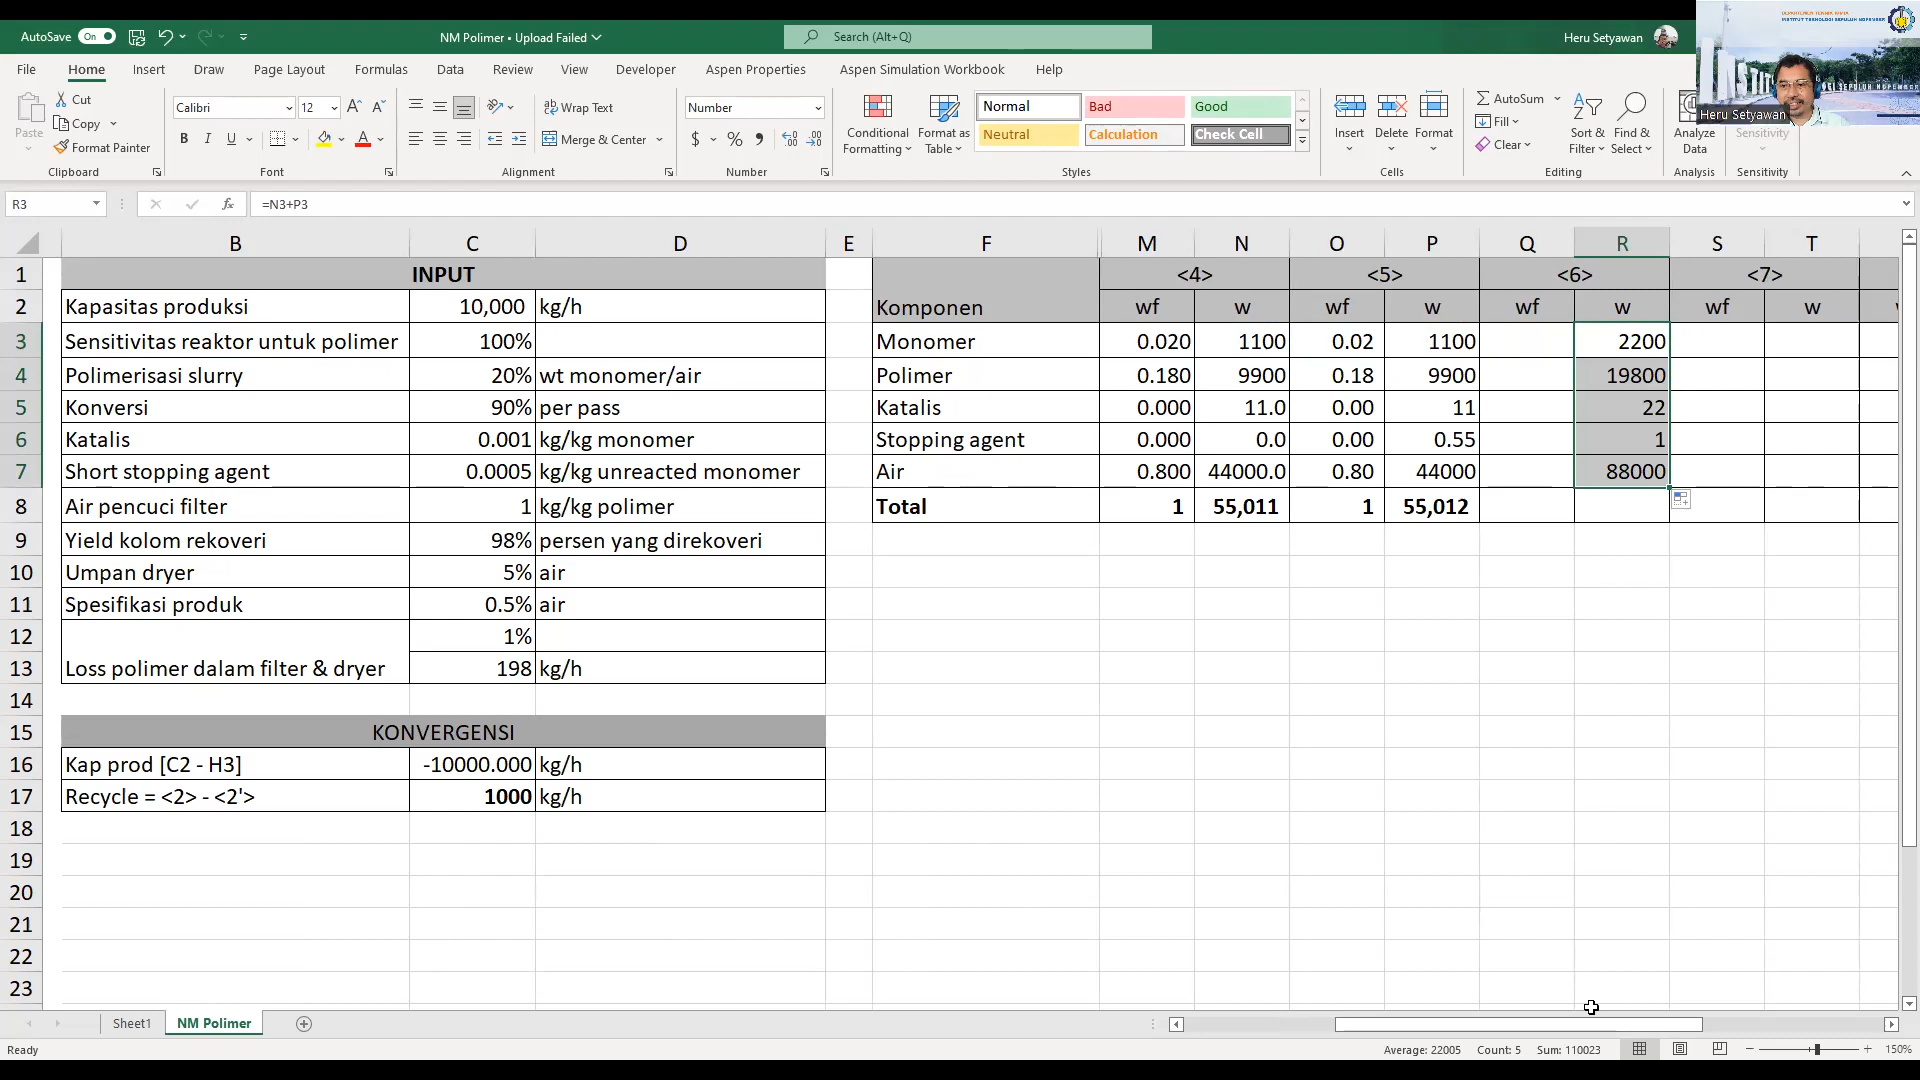 AutoSave On
NM Polimer • Upload Failed
Search (Alt+Q)
Heru Setyawan
DEPARTEMEN TEKNIK KIMIA
INSTITUT TEKNOLOGI SEPULUH NOPEMBER
Heru Setyawan
File Home Insert Draw Page Layout Formulas Data Review View Developer Aspen Properties Aspen Simulation Workbook Help
Paste
Cut
Copy
Format Painter
Clipboard
Calibri 12
B I U
Font
Wrap Text
Merge & Center
Alignment
Number
$ % 9
Number
Conditional Formatting
Format as Table
Normal Bad Good
Neutral Calculation Check Cell
Styles
Insert Delete Format
Cells
AutoSum
Fill
Clear
Sort & Filter
Find & Select
Editing
Analyze Data
Analysis
Sensitivity
Sensitivity
R3 fx =N3+P3
B C D E F M N O P Q R S T
1 INPUT <4> <5> <6> <7>
2 Kapasitas produksi 10,000 kg/h Komponen wf w wf w wf w wf w
3 Sensitivitas reaktor untuk polimer 100% Monomer 0.020 1100 0.02 1100 2200
4 Polimerisasi slurry 20% wt monomer/air Polimer 0.180 9900 0.18 9900 19800
5 Konversi 90% per pass Katalis 0.000 11.0 0.00 11 22
6 Katalis 0.001 kg/kg monomer Stopping agent 0.000 0.0 0.00 0.55 1
7 Short stopping agent 0.0005 kg/kg unreacted monomer Air 0.800 44000.0 0.80 44000 88000
8 Air pencuci filter 1 kg/kg polimer Total 1 55,011 1 55,012
9 Yield kolom rekoveri 98% persen yang direkoveri
10 Umpan dryer 5% air
11 Spesifikasi produk 0.5% air
12 1%
13 Loss polimer dalam filter & dryer 198 kg/h
14
15 KONVERGENSI
16 Kap prod [C2 - H3] -10000.000 kg/h
17 Recycle = <2> - <2'> 1000 kg/h
18
19
20
21
22
23
Sheet1 NM Polimer
Ready Average: 22005 Count: 5 Sum: 110023 150%